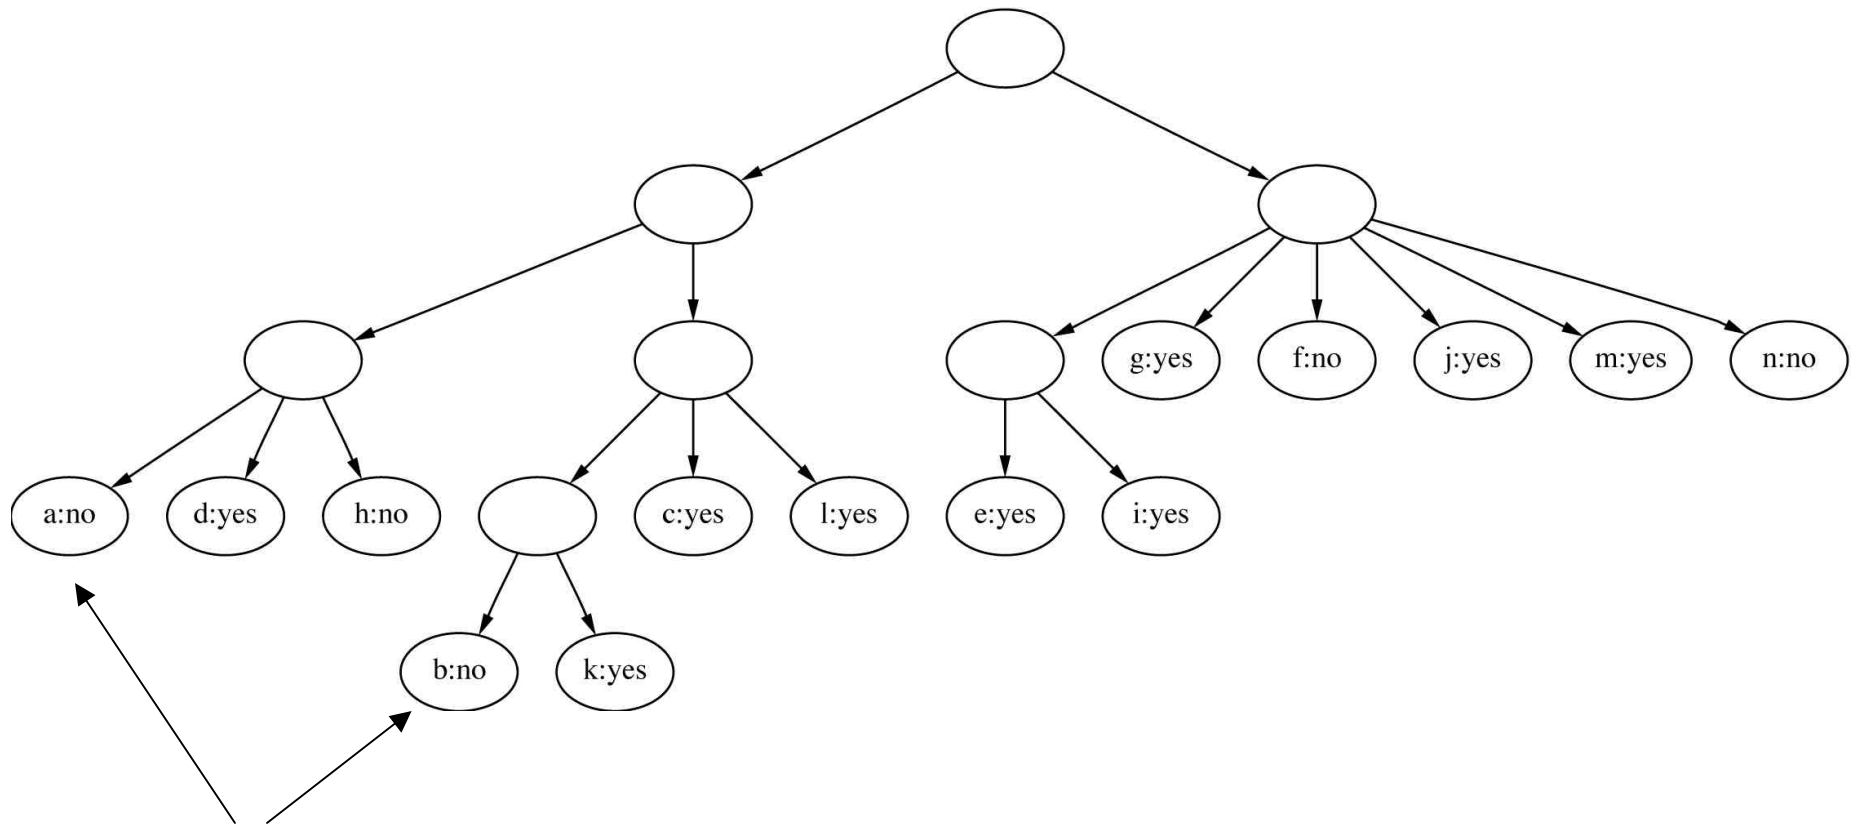 g:yes f:no j:yes m:yes n:no
a:no d:yes h:no c:yes l:yes e:yes i:yes
b:no k:yes